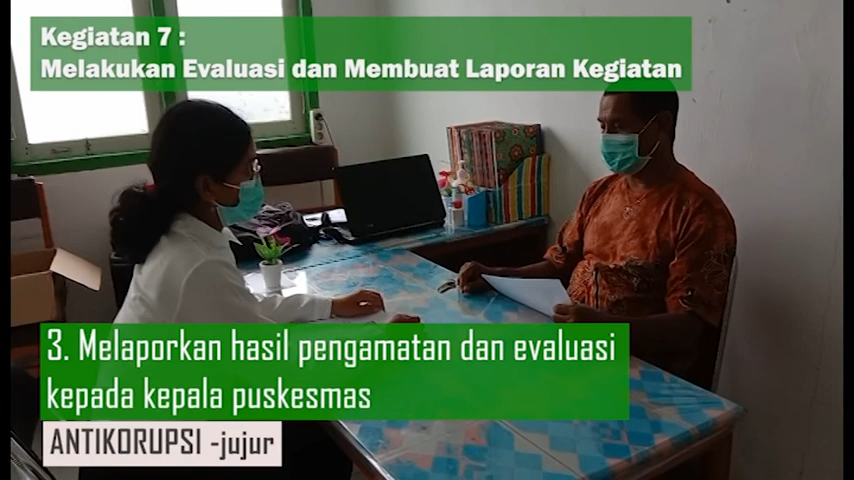 Kegiatan 7 :
Melakukan Evaluasi dan Membuat Laporan Kegiatan
3. Melaporkan hasil pengamatan dan evaluasi
kepada kepala puskesmas
ANTIKORUPSI -jujur